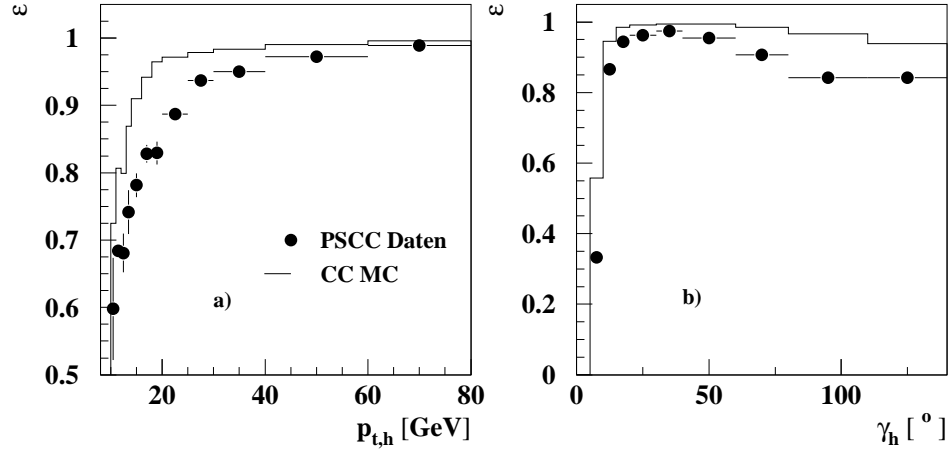 ε
1
0.9
0.8
0.7
0.6
0.5
20
40
60
80
p_{t,h} [GeV]
PSCC Daten
CC MC
a)
ε
1
0.8
0.6
0.4
0.2
0
0
50
100
γ_h [ ° ]
b)